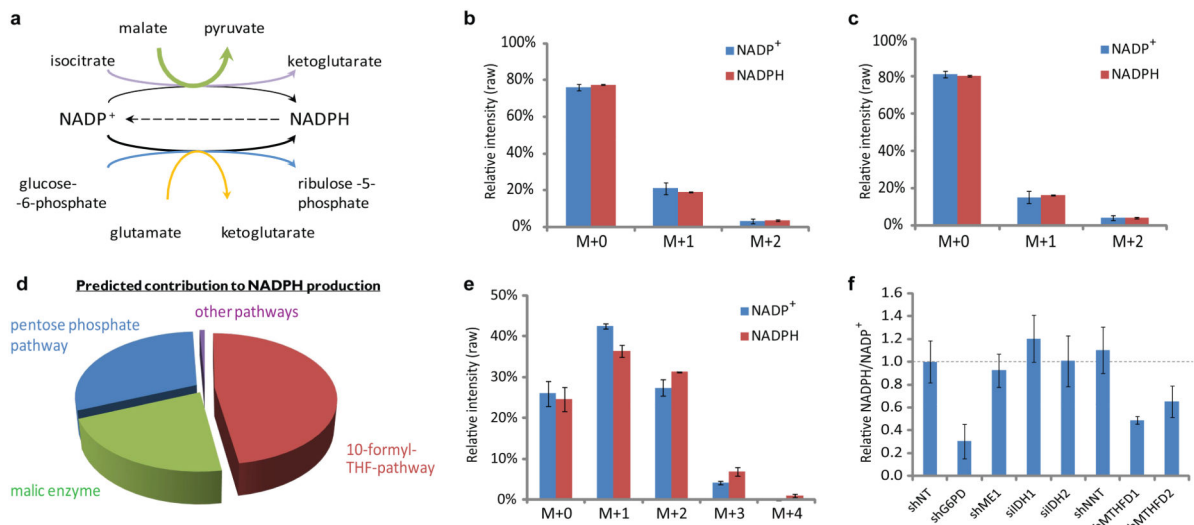 a
malate pyruvate
isocitrate ketoglutarate
NADP+ NADPH
glucose- ribulose -5-
-6-phosphate phosphate
glutamate ketoglutarate
b
100%
80%
60%
40%
20%
0%
Relative intensity (raw)
NADP+
NADPH
M+0 M+1 M+2
c
100%
80%
60%
40%
20%
0%
Relative intensity (raw)
NADP+
NADPH
M+0 M+1 M+2
d
Predicted contribution to NADPH production
other pathways
pentose phosphate
pathway
10-formyl-
THF-pathway
malic enzyme
e
50%
40%
30%
20%
10%
0%
Relative intensity (raw)
NADP+
NADPH
M+0 M+1 M+2 M+3 M+4
f
1.6
1.4
1.2
1.0
0.8
0.6
0.4
0.2
0.0
Relative NADPH/NADP+
shNT
shG6PD
shME1
siIDH1
siIDH2
shNNT